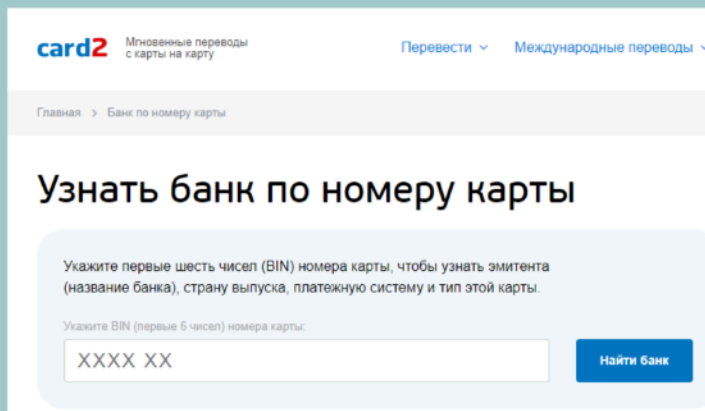 card2
Мгновенные переводы
с карты на карту
Перевести
Международные переводы
Главная > Банк по номеру карты
Узнать банк по номеру карты
Укажите первые шесть чисел (BIN) номера карты, чтобы узнать эмитента
(название банка), страну выпуска, платежную систему и тип этой карты.
Укажите BIN (первые 6 чисел) номера карты:
XXXX XX
Найти банк